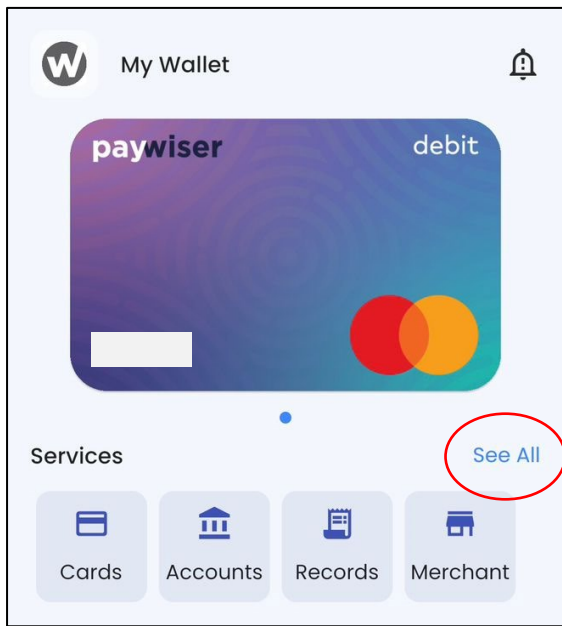 My Wallet
paywiser debit
Services See All
Cards Accounts Records Merchant